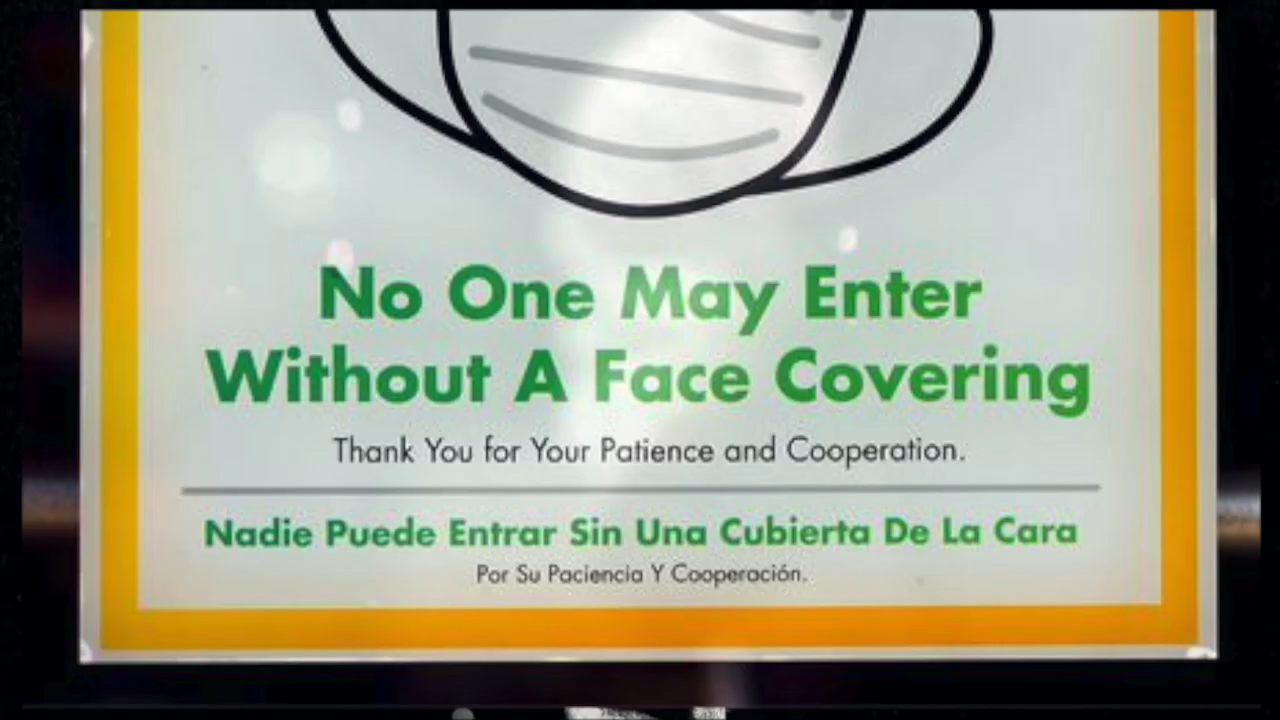 No One May Enter
Without A Face Covering
Thank You for Your Patience and Cooperation.
Nadie Puede Entrar Sin Una Cubierta De La Cara
Por Su Paciencia Y Cooperación.